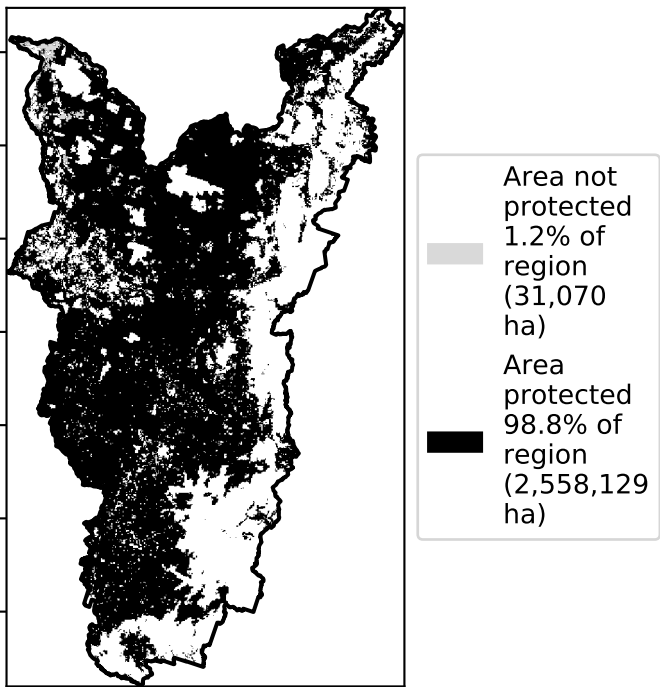 Area not
protected
1.2% of
region
(31,070
ha)
Area
protected
98.8% of
region
(2,558,129
ha)